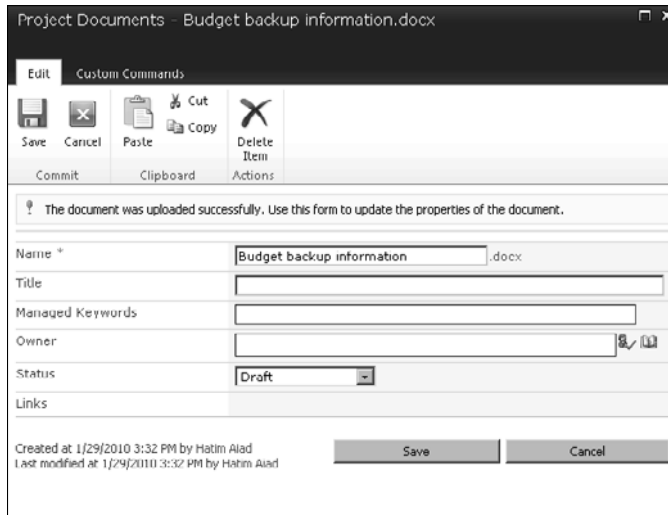 Project Documents - Budget backup information.docx
Edit Custom Commands
Save Cancel Paste Cut Copy Delete Item
Commit Clipboard Actions
The document was uploaded successfully. Use this form to update the properties of the document.
Name * Budget backup information .docx
Title
Managed Keywords
Owner
Status Draft
Links
Created at 1/29/2010 3:32 PM by Hatim Aiad
Last modified at 1/29/2010 3:32 PM by Hatim Aiad
Save Cancel